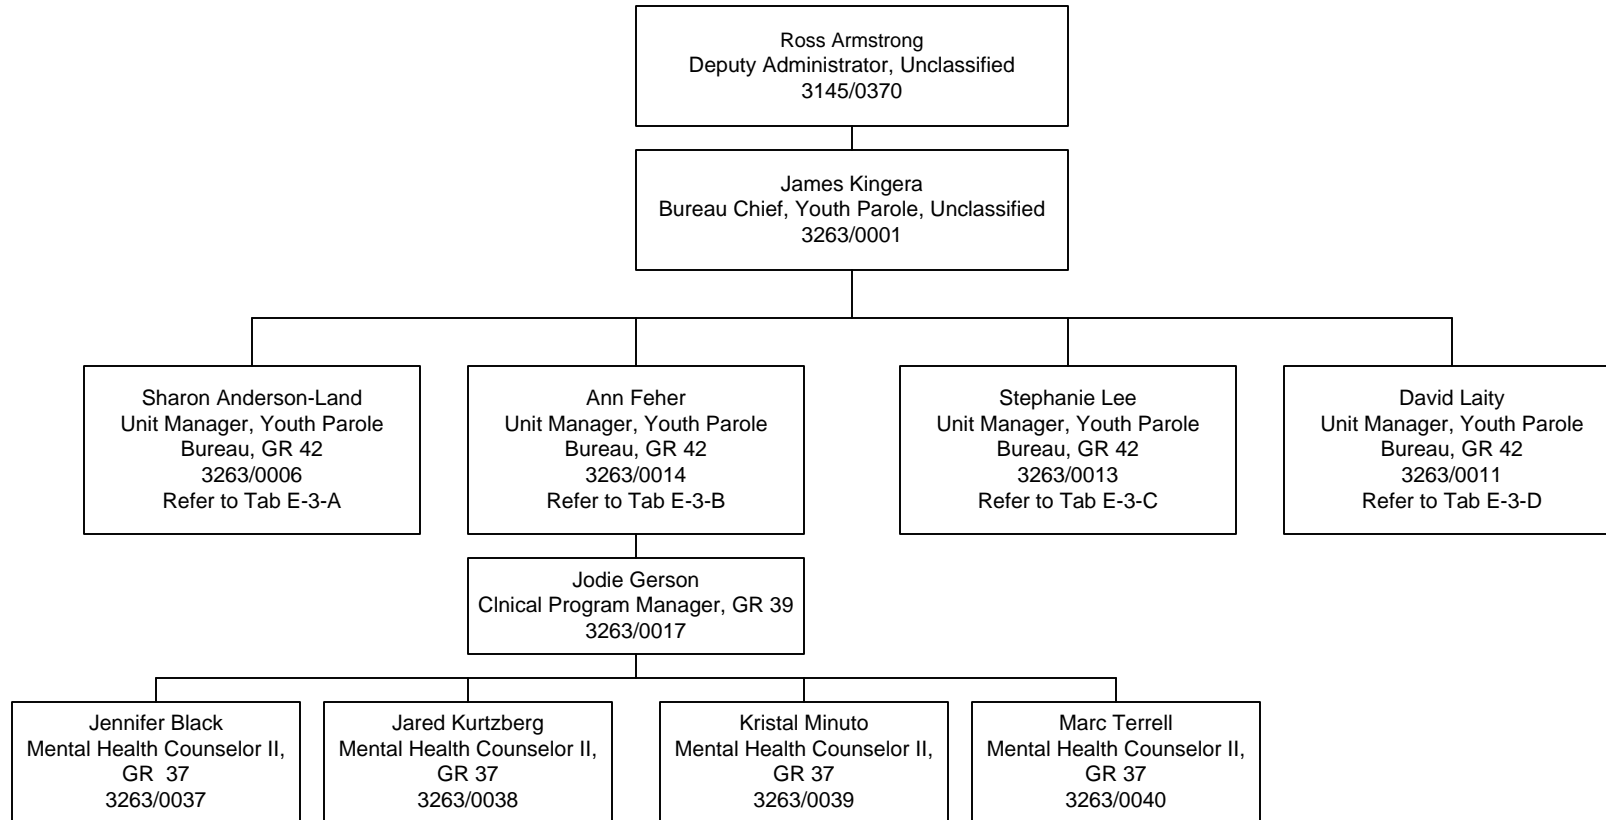 Ross Armstrong
Deputy Administrator, Unclassified
3145/0370
James Kingera
Bureau Chief, Youth Parole, Unclassified
3263/0001
Sharon Anderson-Land
Unit Manager, Youth Parole
Bureau, GR 42
3263/0006
Refer to Tab E-3-A
Ann Feher
Unit Manager, Youth Parole
Bureau, GR 42
3263/0014
Refer to Tab E-3-B
Stephanie Lee
Unit Manager, Youth Parole
Bureau, GR 42
3263/0013
Refer to Tab E-3-C
David Laity
Unit Manager, Youth Parole
Bureau, GR 42
3263/0011
Refer to Tab E-3-D
Jodie Gerson
Clnical Program Manager, GR 39
3263/0017
Jennifer Black
Mental Health Counselor II,
GR  37
3263/0037
Jared Kurtzberg
Mental Health Counselor II,
GR 37
3263/0038
Kristal Minuto
Mental Health Counselor II,
GR 37
3263/0039
Marc Terrell
Mental Health Counselor II,
GR 37
3263/0040